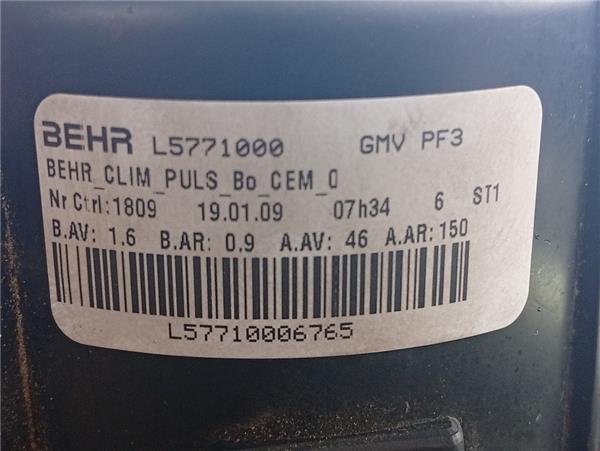 BEHR L5771000 GMV PF3
BEHR_CLIM_PULS_Bo_CEM_0
Nr Ctrl:1809 19.01.09 07h34 6 ST1
B.AV: 1.6 B.AR: 0.9 A.AV: 46 A.AR:150
L57710006765